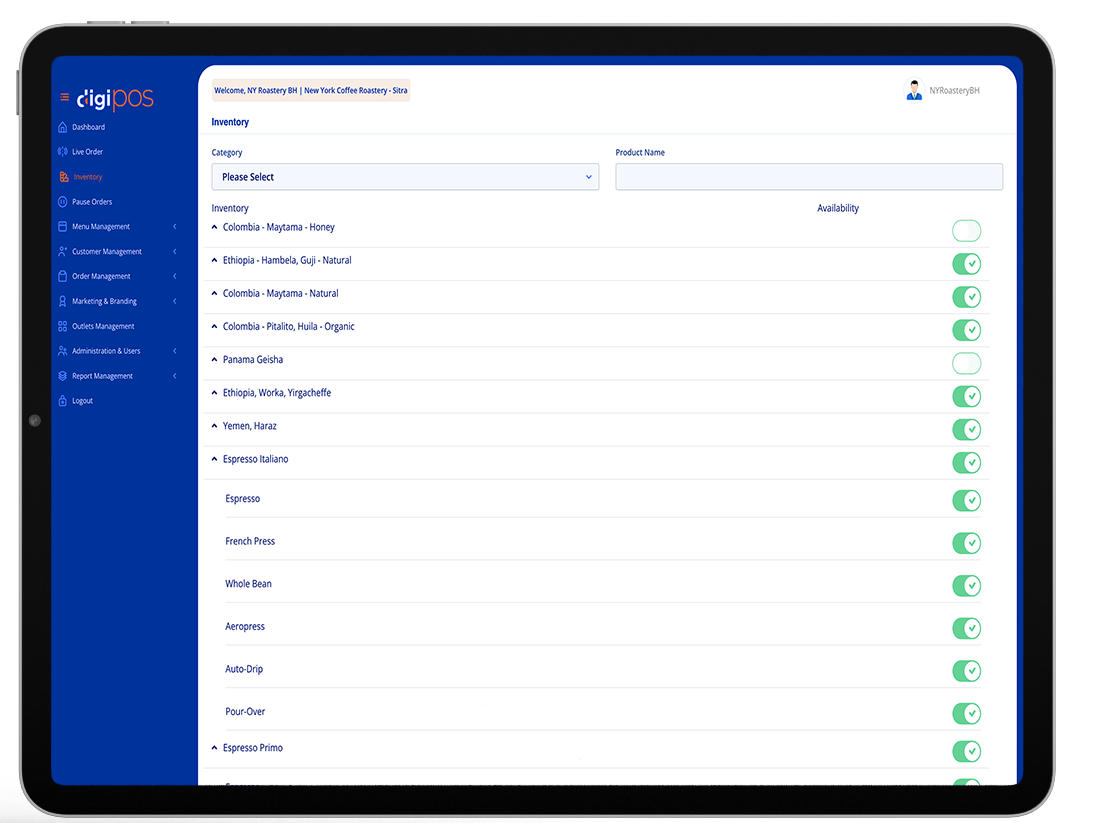 digipos
Dashboard
Live Order
Inventory
Pause Orders
Menu Management
Customer Management
Order Management
Marketing & Branding
Outlets Management
Administration & Users
Report Management
Logout
Welcome, NY Roastery BH | New York Coffee Roastery - Sitra
NYRoasteryBH
Inventory
Category
Product Name
Please Select
Inventory
Availability
Colombia - Maytama - Honey
Ethiopia - Hambela, Guji - Natural
Colombia - Maytama - Natural
Colombia - Pitalito, Huila - Organic
Panama Geisha
Ethiopia, Worka, Yirgacheffe
Yemen, Haraz
Espresso Italiano
Espresso
French Press
Whole Bean
Aeropress
Auto-Drip
Pour-Over
Espresso Primo